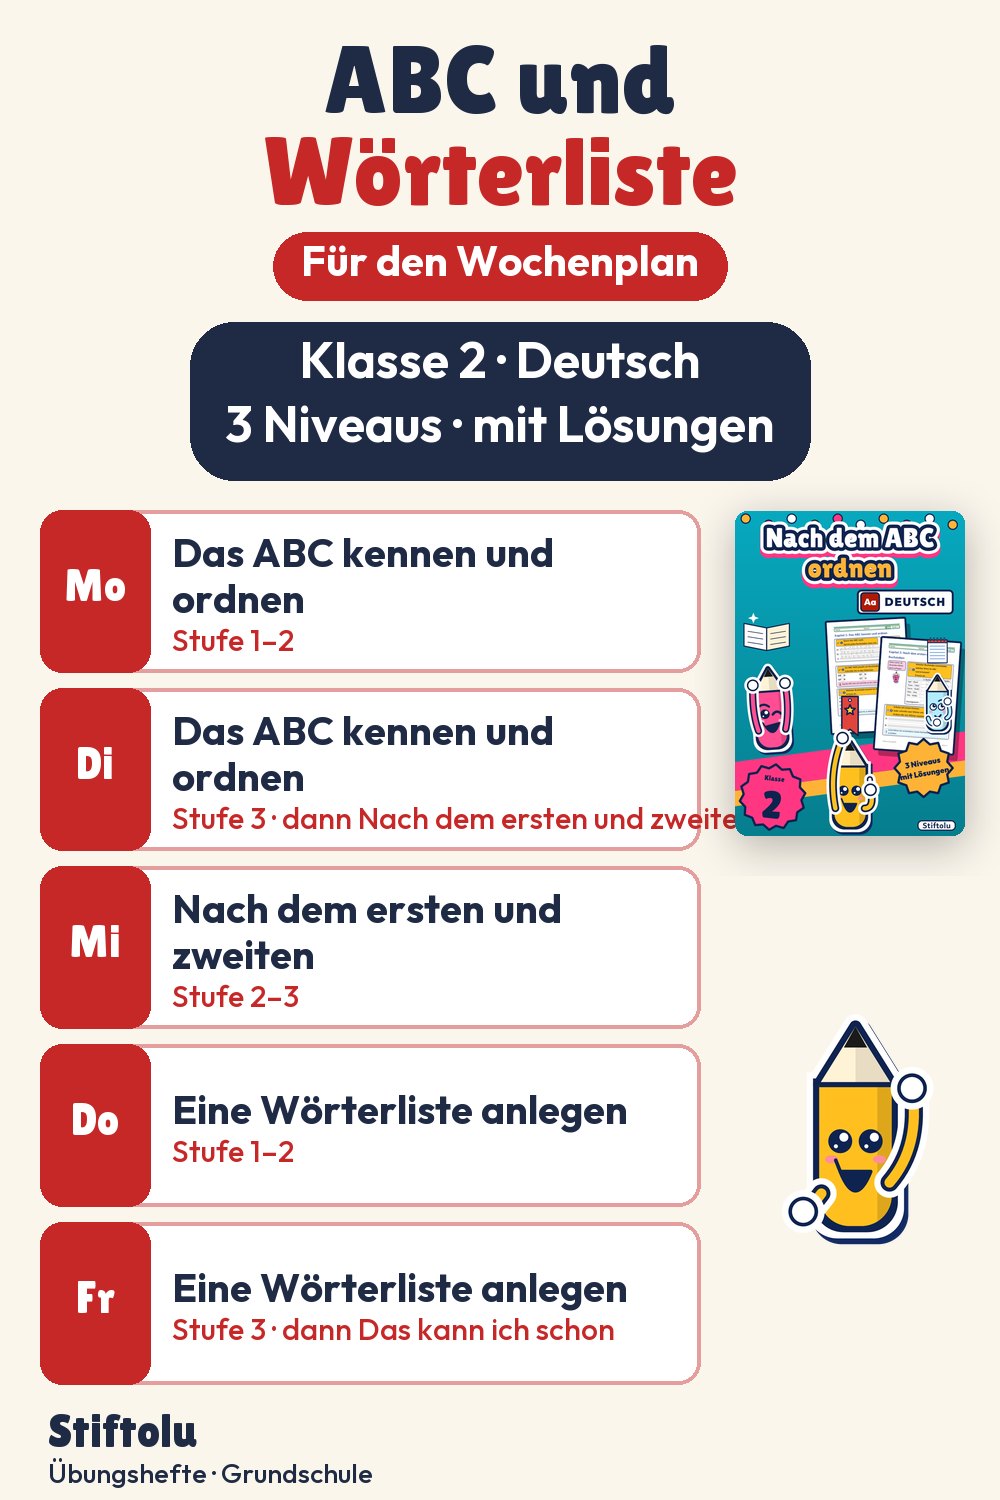 ABC und
Wörterliste
Für den Wochenplan
Klasse 2 · Deutsch
3 Niveaus · mit Lösungen
Mo
Das ABC kennen und
ordnen
Stufe 1–2
Di
Das ABC kennen und
ordnen
Stufe 3 · dann Nach dem ersten und zweite
Mi
Nach dem ersten und
zweiten
Stufe 2–3
Do
Eine Wörterliste anlegen
Stufe 1–2
Fr
Eine Wörterliste anlegen
Stufe 3 · dann Das kann ich schon
Nach dem ABC
ordnen
Aa DEUTSCH
3 Niveaus
mit Lösungen
Klasse
2
Stiftolu
Stiftolu
Übungshefte · Grundschule